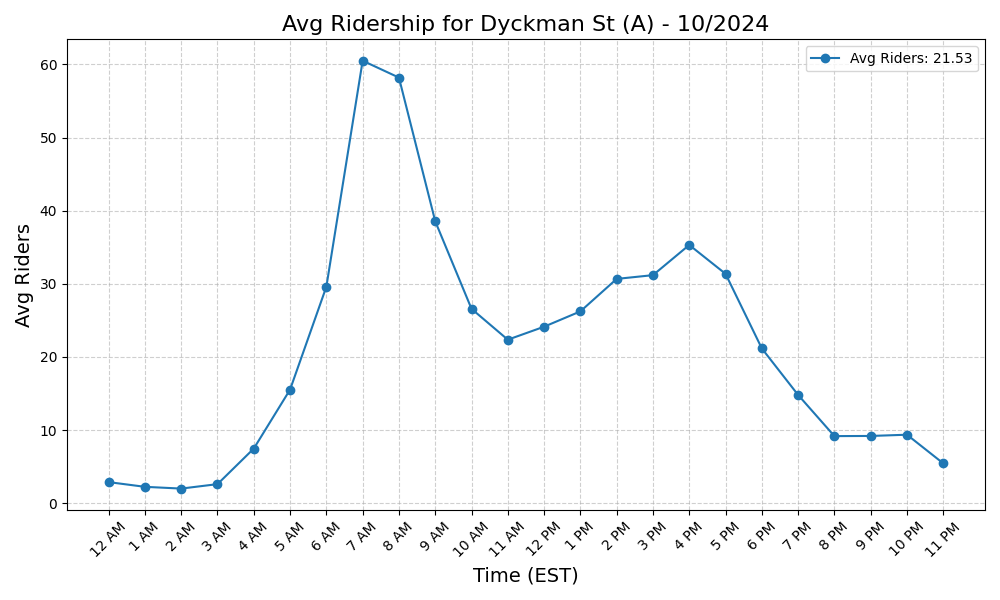 Avg Ridership for Dyckman St (A) - 10/2024
Avg Riders: 21.53
Avg Riders
60
50
40
30
20
10
0
12 AM
1 AM
2 AM
3 AM
4 AM
5 AM
6 AM
7 AM
8 AM
9 AM
10 AM
11 AM
12 PM
1 PM
2 PM
3 PM
4 PM
5 PM
6 PM
7 PM
8 PM
9 PM
10 PM
11 PM
Time (EST)